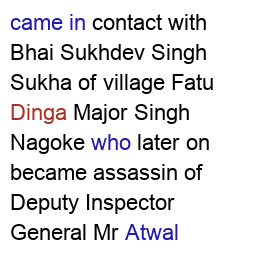 came in contact with
Bhai Sukhdev Singh
Sukha of village Fatu
Dinga Major Singh
Nagoke who later on
became assassin of
Deputy Inspector
General Mr Atwal